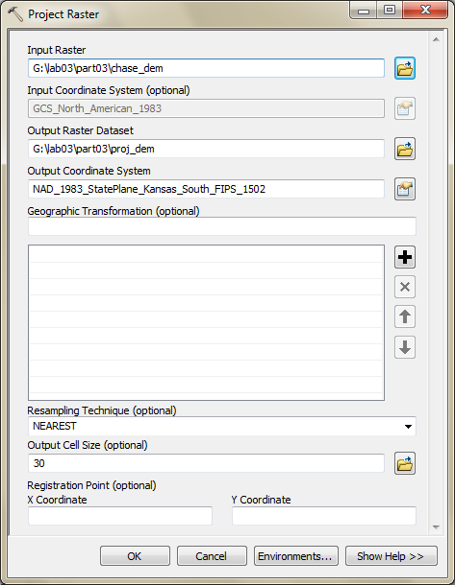 Project Raster
Input Raster
G:\lab03\part03\chase_dem
Input Coordinate System (optional)
GCS_North_American_1983
Output Raster Dataset
G:\lab03\part03\proj_dem
Output Coordinate System
NAD_1983_StatePlane_Kansas_South_FIPS_1502
Geographic Transformation (optional)
Resampling Technique (optional)
NEAREST
Output Cell Size (optional)
30
Registration Point (optional)
X Coordinate Y Coordinate
OK Cancel Environments... Show Help >>